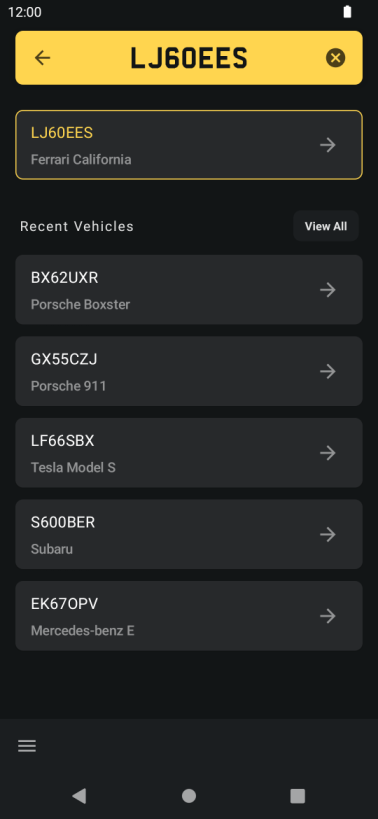 12:00
LJ60EES
LJ60EES
Ferrari California
Recent Vehicles
View All
BX62UXR
Porsche Boxster
GX55CZJ
Porsche 911
LF66SBX
Tesla Model S
S600BER
Subaru
EK67OPV
Mercedes-benz E